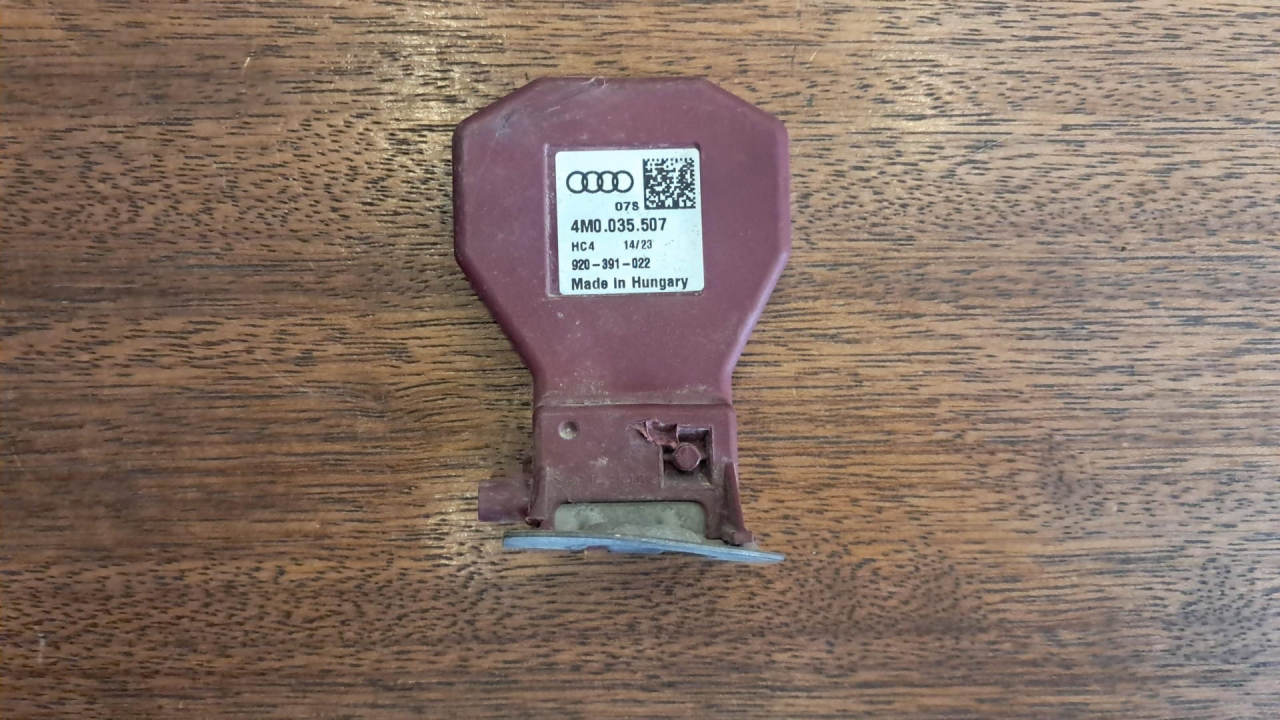 07S
4M0.035.507
HC4 14/23
920-391-022
Made in Hungary